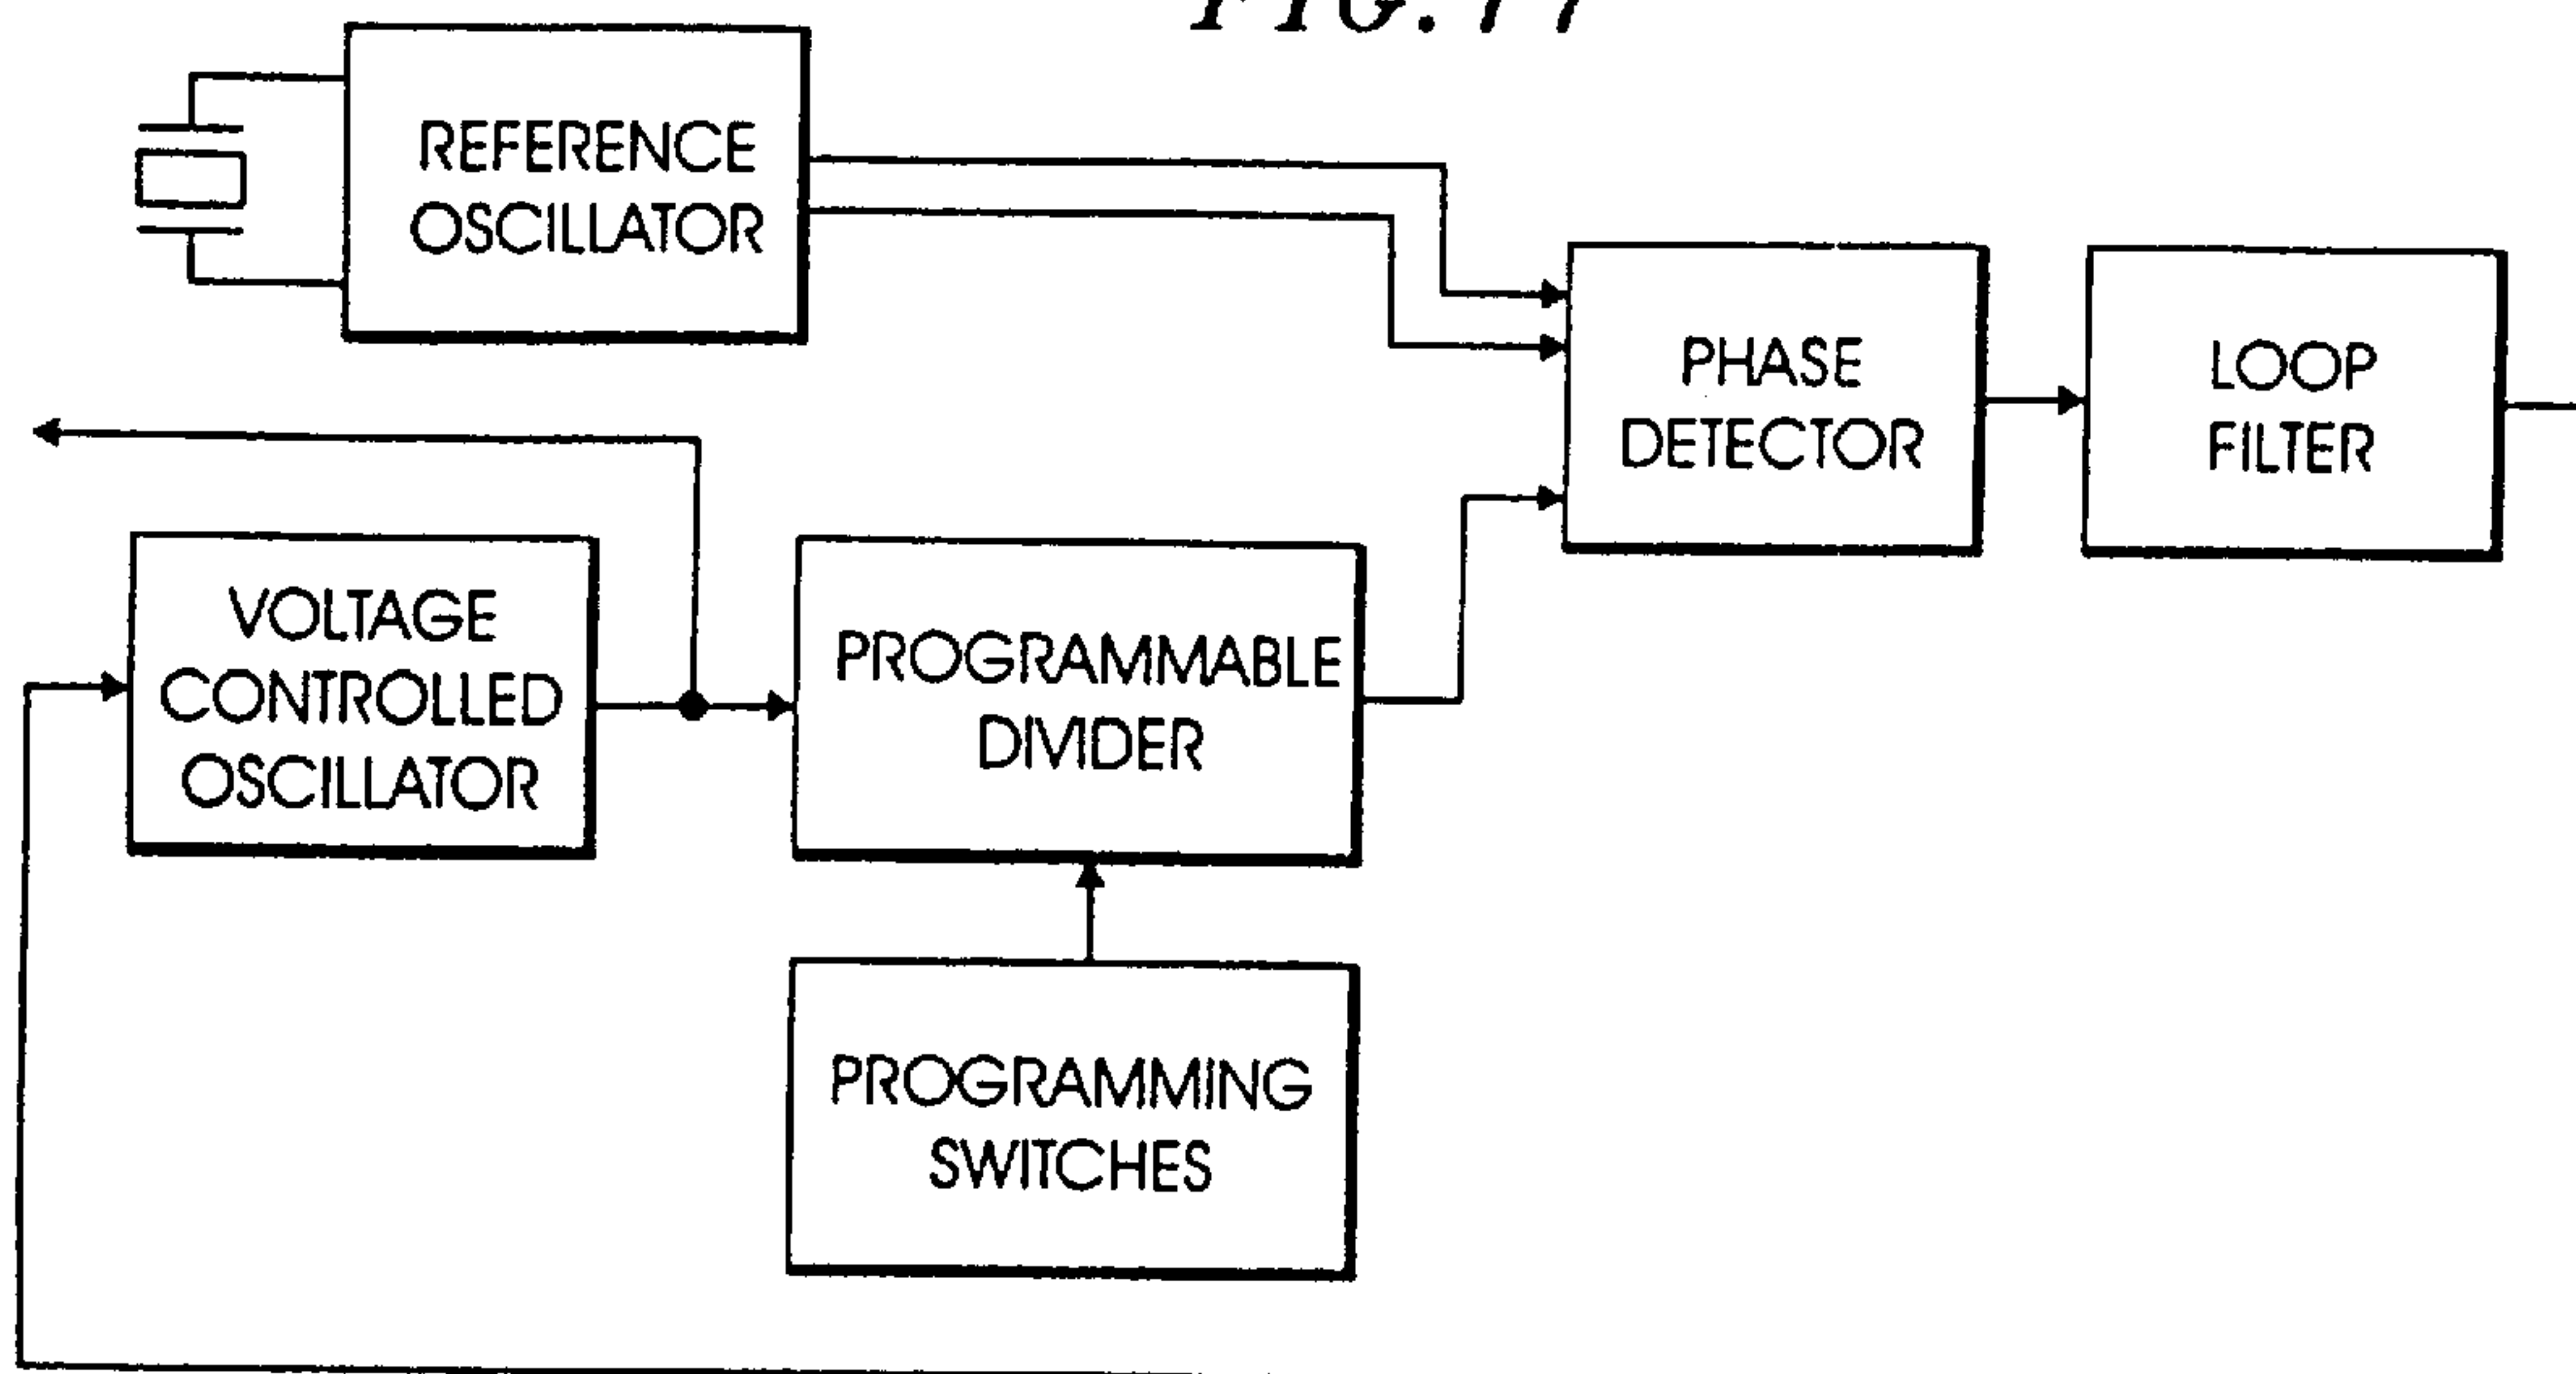 REFERENCE
OSCILLATOR
PHASE
DETECTOR
LOOP
FILTER
VOLTAGE
CONTROLLED
OSCILLATOR
PROGRAMMABLE
DIVIDER
PROGRAMMING
SWITCHES